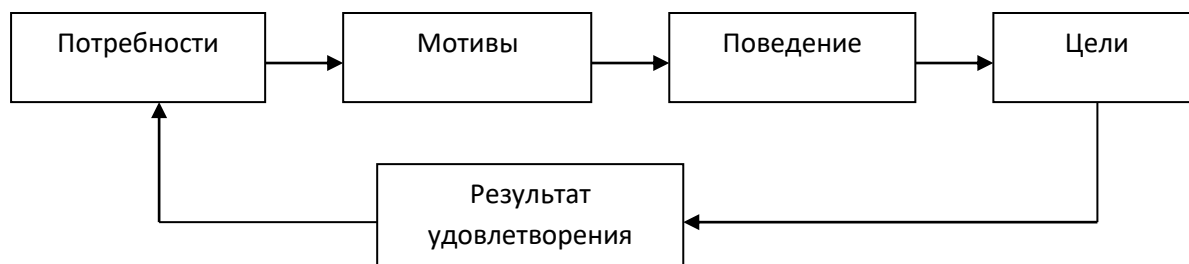 Потребности
Мотивы
Поведение
Цели
Результат
удовлетворения